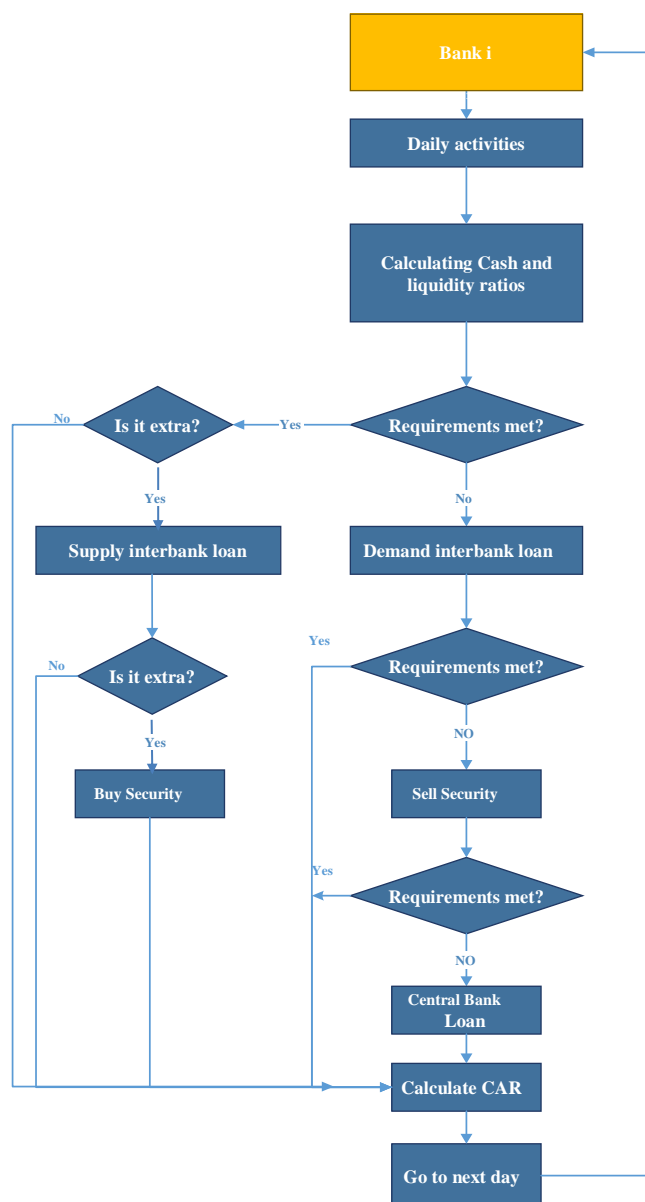 Bank i
Daily activities
Calculating Cash and
liquidity ratios
No
Is it extra?
Yes
Requirements met?
Yes
No
Supply interbank loan
Demand interbank loan
Yes
No
Is it extra?
Requirements met?
Yes
NO
Buy Security
Sell Security
Yes
Requirements met?
NO
Central Bank
Loan
Calculate CAR
Go to next day